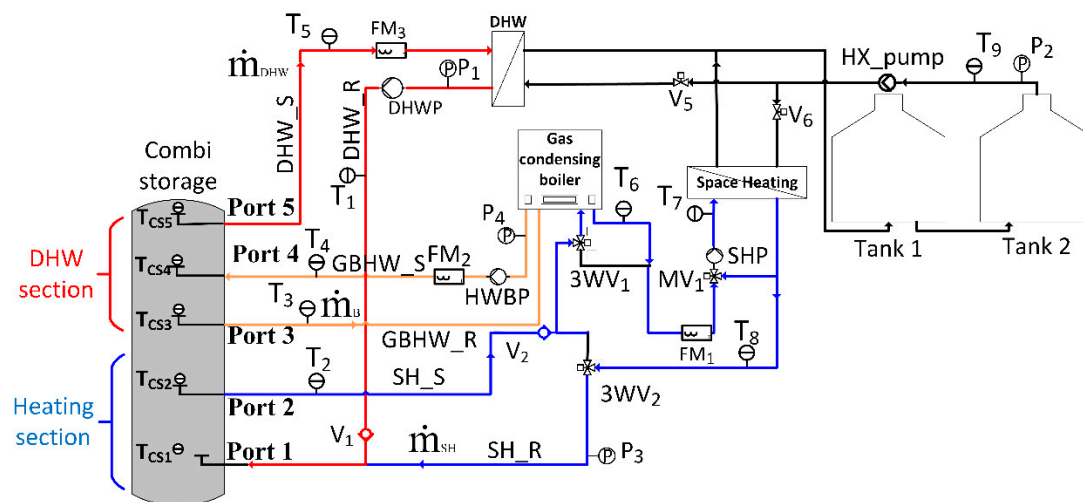 T5
FM3
DHW
ṁDHW
P1
DHWP
HX_pump
T9
P2
P
P
V5
V6
DHW_S
DHW_R
T1
Combi
storage
Gas
condensing
boiler
T6
Space Heating
T7
TCS5
Port 5
P4
P
Port 4
T4
GBHW_S
FM2
HWBP
3WV1
SHP
MV1
Tank 1
Tank 2
DHW
section
TCS4
T3
ṁB
TCS3
Port 3
GBHW_R
V2
FM1
T8
T2
SH_S
3WV2
TCS2
Port 2
Heating
section
V1
ṁSH
TCS1
Port 1
SH_R
P
P3